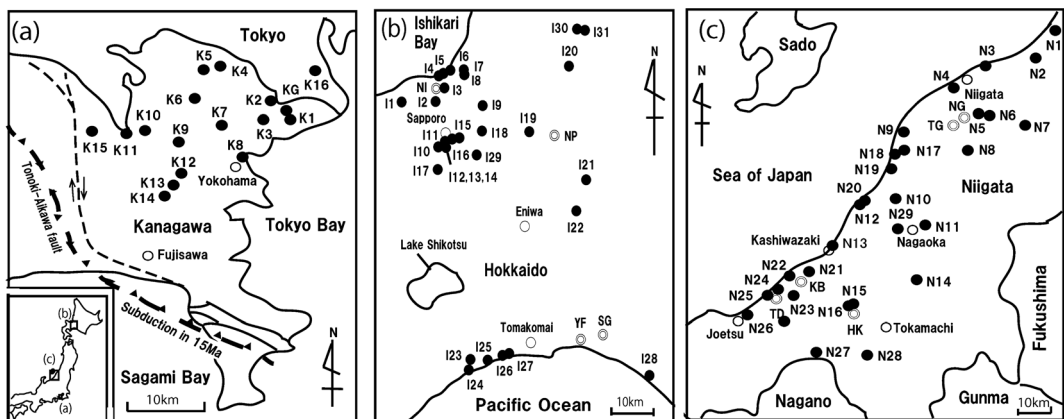 (a)
Tokyo
K5
K4
K16
K6
K2
KG
K7
K1
K10
K3
K9
K15
K11
K8
K12
Yokohama
K13
K14
Kanagawa
Tokyo Bay
Tonoki-Aikawa fault
Fujisawa
Subduction in 15Ma
N
Sagami Bay
10km
(b)
(c)
(a)
(b)
Ishikari
Bay
I30
I31
I20
N
I6
I5
I7
I4
I8
NI
I3
I1
I2
I9
Sapporo
I15
I18
I19
NP
I11
I10
I16
I29
I17
I12,13,14
I21
I22
Eniwa
Lake Shikotsu
Hokkaido
Tomakomai
YF
SG
I23
I25
I27
I26
I24
I28
Pacific Ocean
10km
(c)
Sado
N1
N3
N2
N
N4
Niigata
NG
N6
TG
N5
N7
N9
N18
N17
N8
N19
Sea of Japan
Niigata
N20
N10
N12
N29
N11
Kashiwazaki
N13
Nagaoka
N22
N21
N24
KB
N14
N25
N15
N23
TD
N16
Joetsu
N26
HK
Tokamachi
Fukushima
N27
N28
Nagano
Gunma
10km